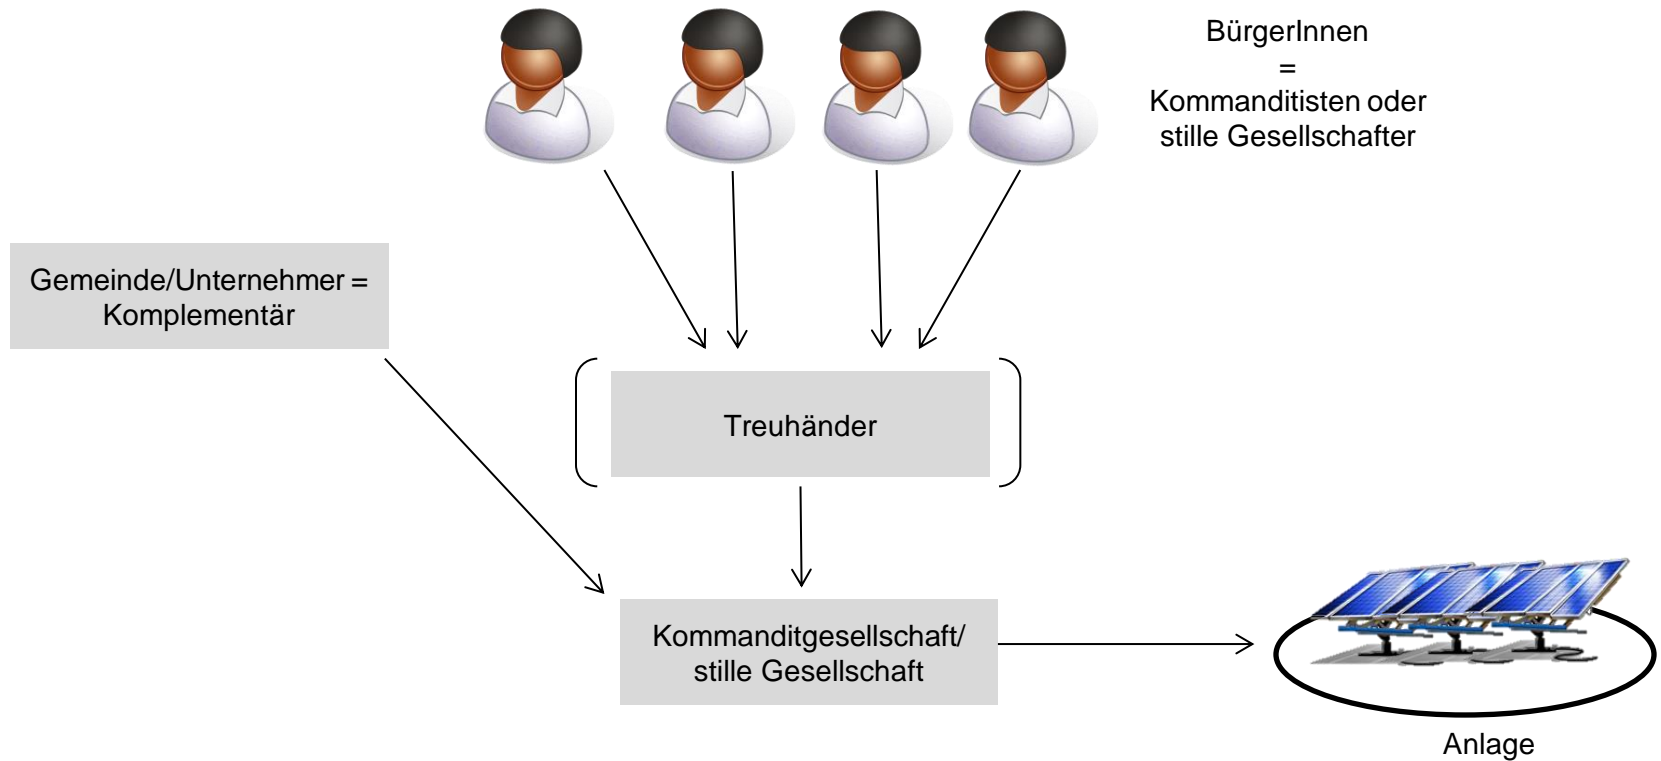 BürgerInnen
=
Kommanditisten oder
stille Gesellschafter
Gemeinde/Unternehmer =
Komplementär
Treuhänder
Kommanditgesellschaft/
stille Gesellschaft
Anlage